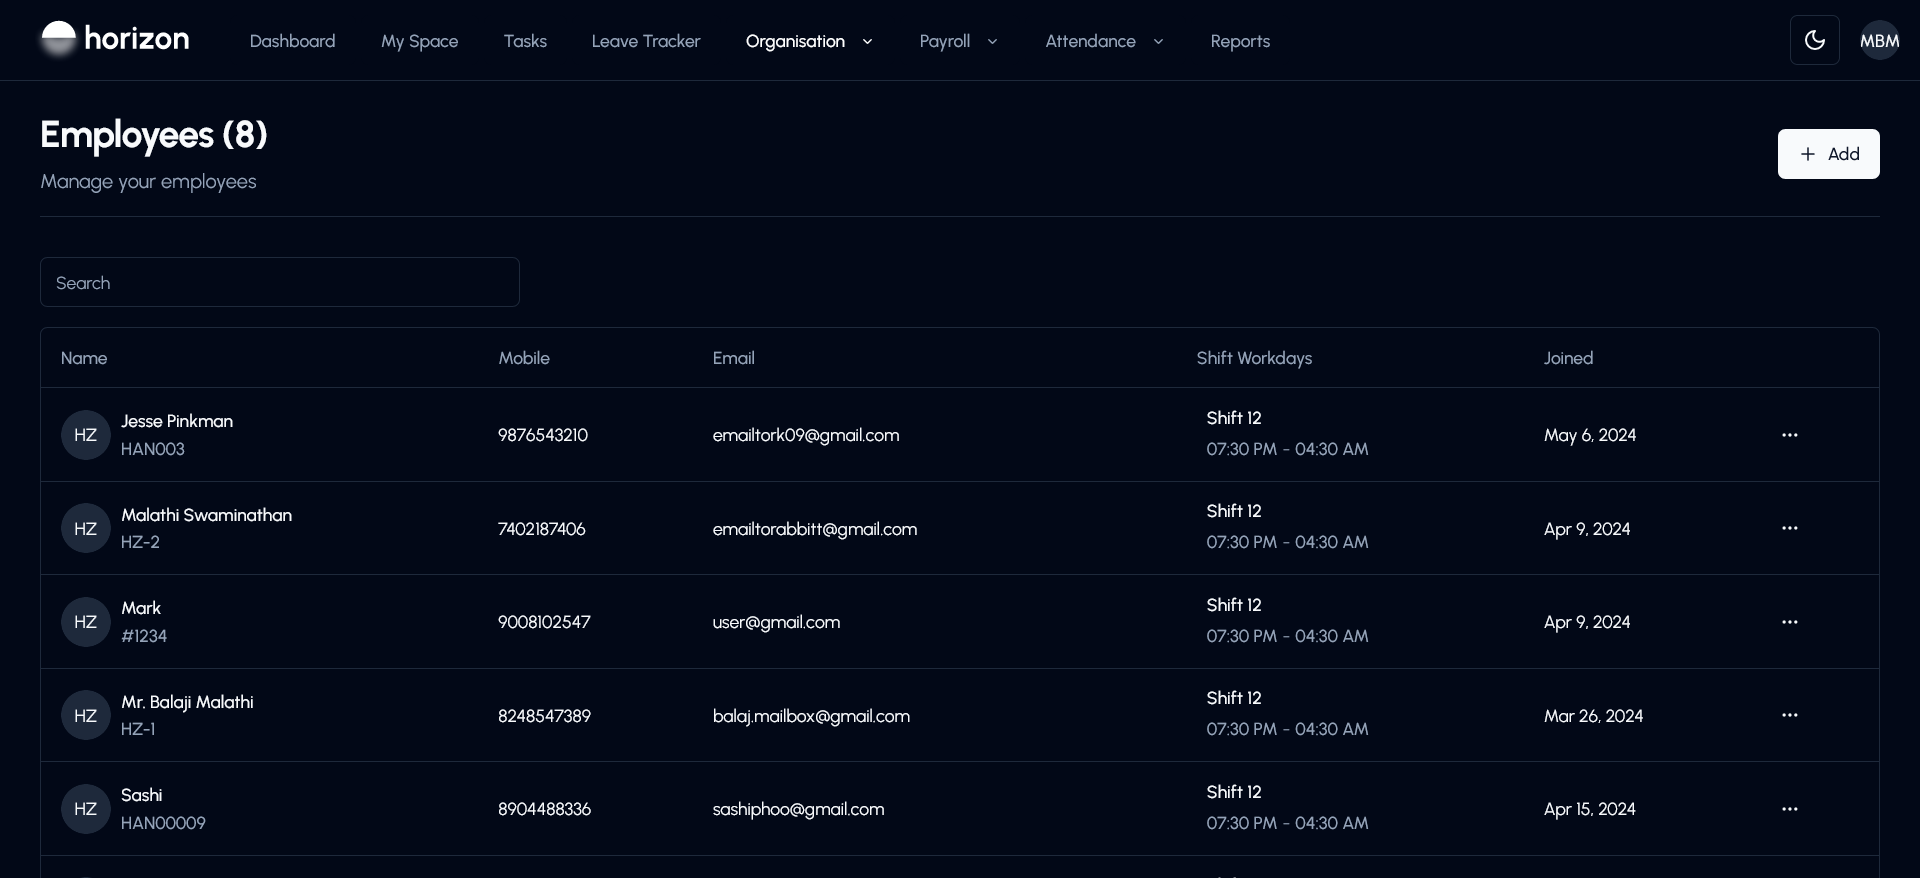 horizon
Dashboard My Space Tasks Leave Tracker Organisation Payroll Attendance Reports MBM
Employees (8)
Manage your employees
+ Add
Search
Name Mobile Email Shift Workdays Joined
HZ Jesse Pinkman 9876543210 emailtork09@gmail.com Shift 12 May 6, 2024 ...
HAN003 07:30 PM - 04:30 AM
HZ Malathi Swaminathan 7402187406 emailtorabbitt@gmail.com Shift 12 Apr 9, 2024 ...
HZ-2 07:30 PM - 04:30 AM
HZ Mark 9008102547 user@gmail.com Shift 12 Apr 9, 2024 ...
#1234 07:30 PM - 04:30 AM
HZ Mr. Balaji Malathi 8248547389 balaj.mailbox@gmail.com Shift 12 Mar 26, 2024 ...
HZ-1 07:30 PM - 04:30 AM
HZ Sashi 8904488336 sashiphoo@gmail.com Shift 12 Apr 15, 2024 ...
HAN00009 07:30 PM - 04:30 AM